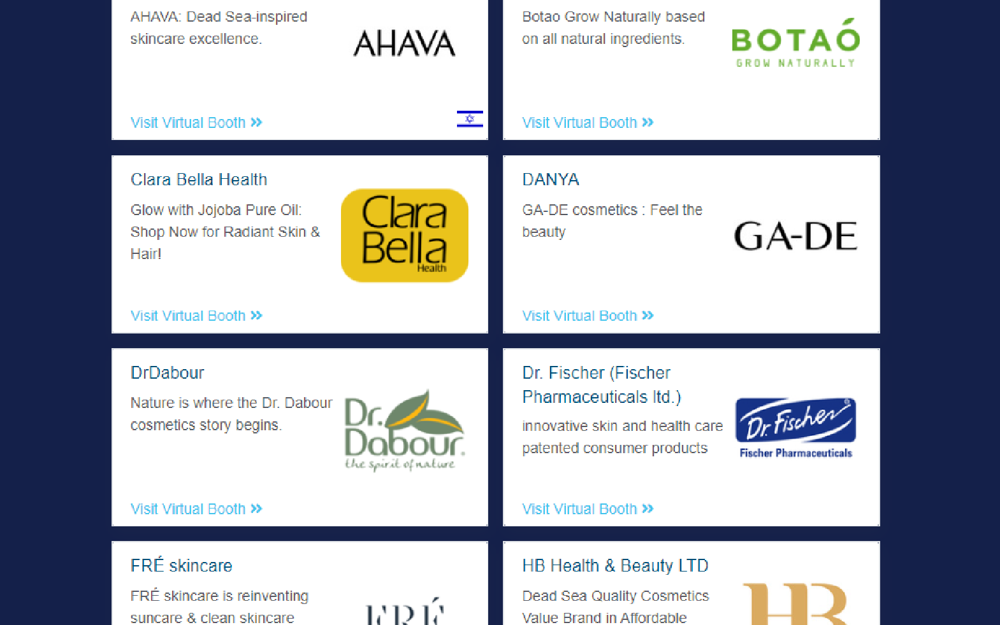 AHAVA: Dead Sea-inspired
skincare excellence.
AHAVA
Visit Virtual Booth
Botao Grow Naturally based
on all natural ingredients.
BOTAÓ
GROW NATURALLY
Visit Virtual Booth
Clara Bella Health
Glow with Jojoba Pure Oil:
Shop Now for Radiant Skin &
Hair!
Clara
Bella
Health
Visit Virtual Booth
DANYA
GA-DE cosmetics : Feel the
beauty
GA-DE
Visit Virtual Booth
DrDabour
Nature is where the Dr. Dabour
cosmetics story begins.
Dr.
Dabour.
the spirit of nature
Visit Virtual Booth
Dr. Fischer (Fischer
Pharmaceuticals ltd.)
innovative skin and health care
patented consumer products
Dr. Fischer®
Fischer Pharmaceuticals
Visit Virtual Booth
FRÉ skincare
FRÉ skincare is reinventing
suncare & clean skincare
FRÉ
HB Health & Beauty LTD
Dead Sea Quality Cosmetics
Value Brand in Affordable
HB